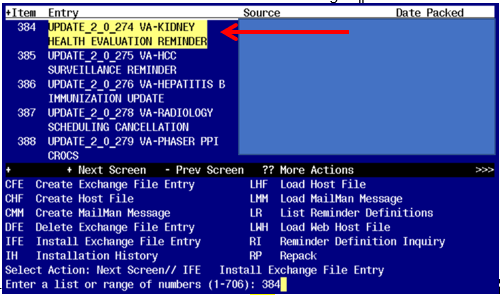 +Item Entry Source Date Packed
384 UPDATE_2_0_274 VA-KIDNEY
HEALTH EVALUATION REMINDER
385 UPDATE_2_0_275 VA-HCC
SURVEILLANCE REMINDER
386 UPDATE_2_0_276 VA-HEPATITIS B
IMMUNIZATION UPDATE
387 UPDATE_2_0_278 VA-RADIOLOGY
SCHEDULING CANCELLATION
388 UPDATE_2_0_279 VA-PHASER PPI
CROCS
+ + Next Screen - Prev Screen ?? More Actions >>>
CFE Create Exchange File Entry LHF Load Host File
CHF Create Host File LMM Load MailMan Message
CMM Create MailMan Message LR List Reminder Definitions
DFE Delete Exchange File Entry LWH Load Web Host File
IFE Install Exchange File Entry RI Reminder Definition Inquiry
IH Installation History RP Repack
Select Action: Next Screen// IFE Install Exchange File Entry
Enter a list or range of numbers (1-706): 384